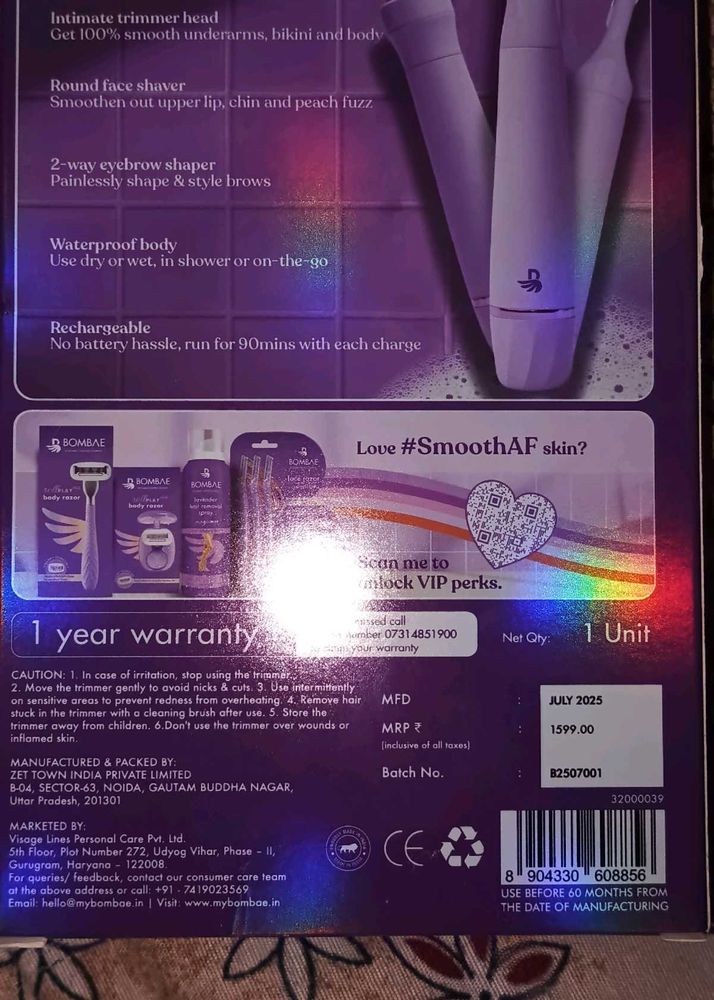 Intimate trimmer head
Get 100% smooth underarms, bikini and body
Round face shaver
Smoothen out upper lip, chin and peach fuzz
2-way eyebrow shaper
Painlessly shape & style brows
Waterproof body
Use dry or wet, in shower or on-the-go
Rechargeable
No battery hassle, run for 90mins with each charge
BOMBAE
body razor
BOMBAE
body razor
BOMBAE
lavender
hair removal
spray
BOMBAE
face razor
Love #SmoothAF skin?
Scan me to
unlock VIP perks.
1 year warranty
call
number 07314851900
your warranty
Net Qty: 1 Unit
CAUTION: 1. In case of irritation, stop using the trimmer.
2. Move the trimmer gently to avoid nicks & cuts. 3. Use intermittently
on sensitive areas to prevent redness from overheating. 4. Remove hair
stuck in the trimmer with a cleaning brush after use. 5. Store the
trimmer away from children. 6.Don't use the trimmer over wounds or
inflamed skin.
MANUFACTURED & PACKED BY:
ZET TOWN INDIA PRIVATE LIMITED
B-04, SECTOR-63, NOIDA, GAUTAM BUDDHA NAGAR,
Uttar Pradesh, 201301
MARKETED BY:
Visage Lines Personal Care Pvt. Ltd.
5th Floor, Plot Number 272, Udyog Vihar, Phase – II,
Gurugram, Haryana – 122008.
For queries/ feedback, contact our consumer care team
at the above address or call: +91 - 7419023569
Email: hello@mybombae.in | Visit: www.mybombae.in
MFD : JULY 2025
MRP ₹ : 1599.00
(inclusive of all taxes)
Batch No. : B2507001
32000039
CE
8 904330 608856
USE BEFORE 60 MONTHS FROM
THE DATE OF MANUFACTURING